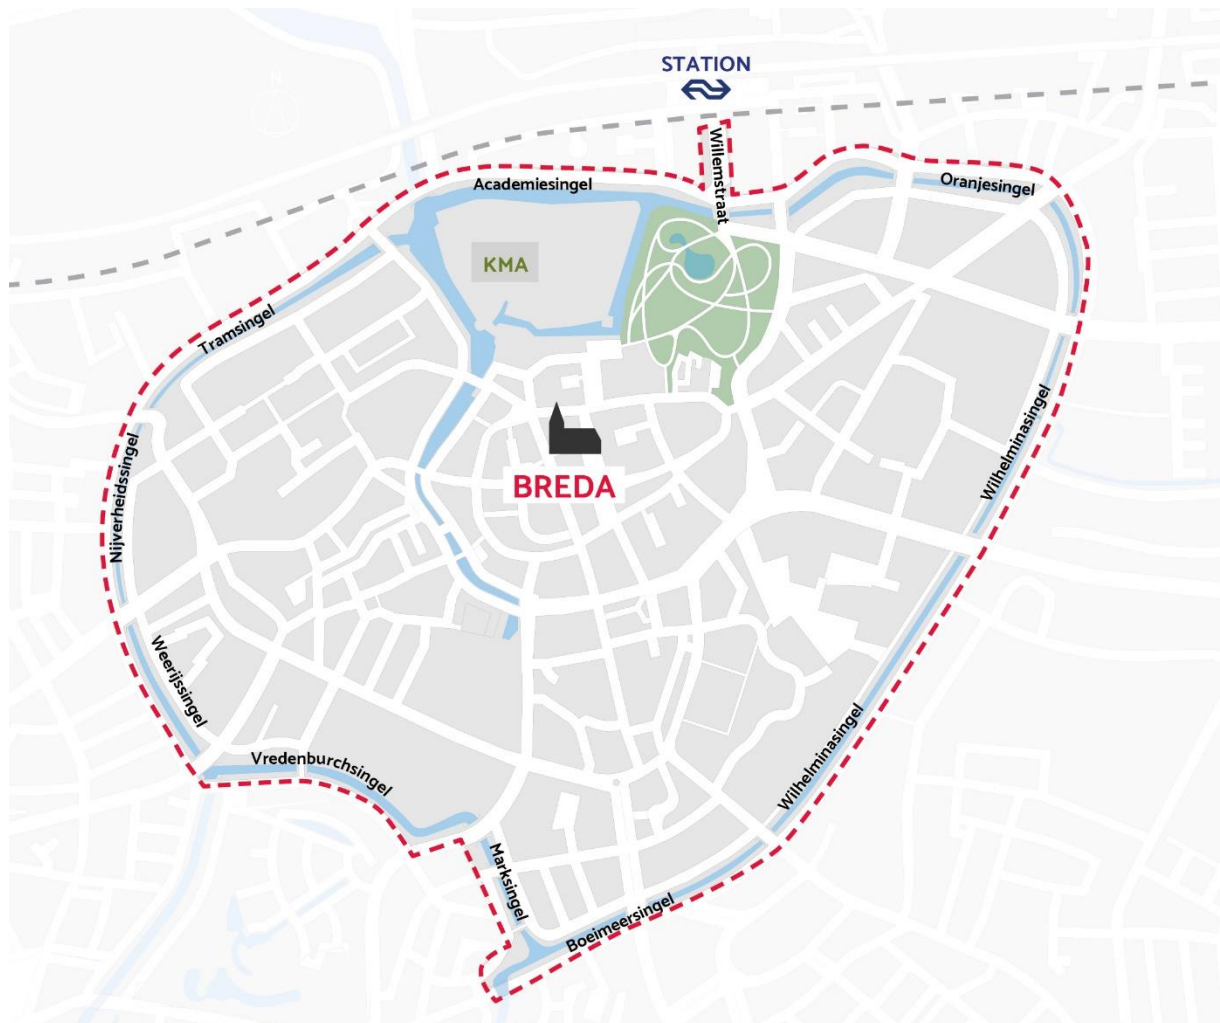 STATION
Willemstraat
Academiesingel
Oranjesingel
KMA
Tramsingel
Wilhelminasingel
Nijverheidssingel
BREDA
Weerijssingel
Vredenburchsingel
Wilhelminasingel
Marksingel
Boeimeersingel